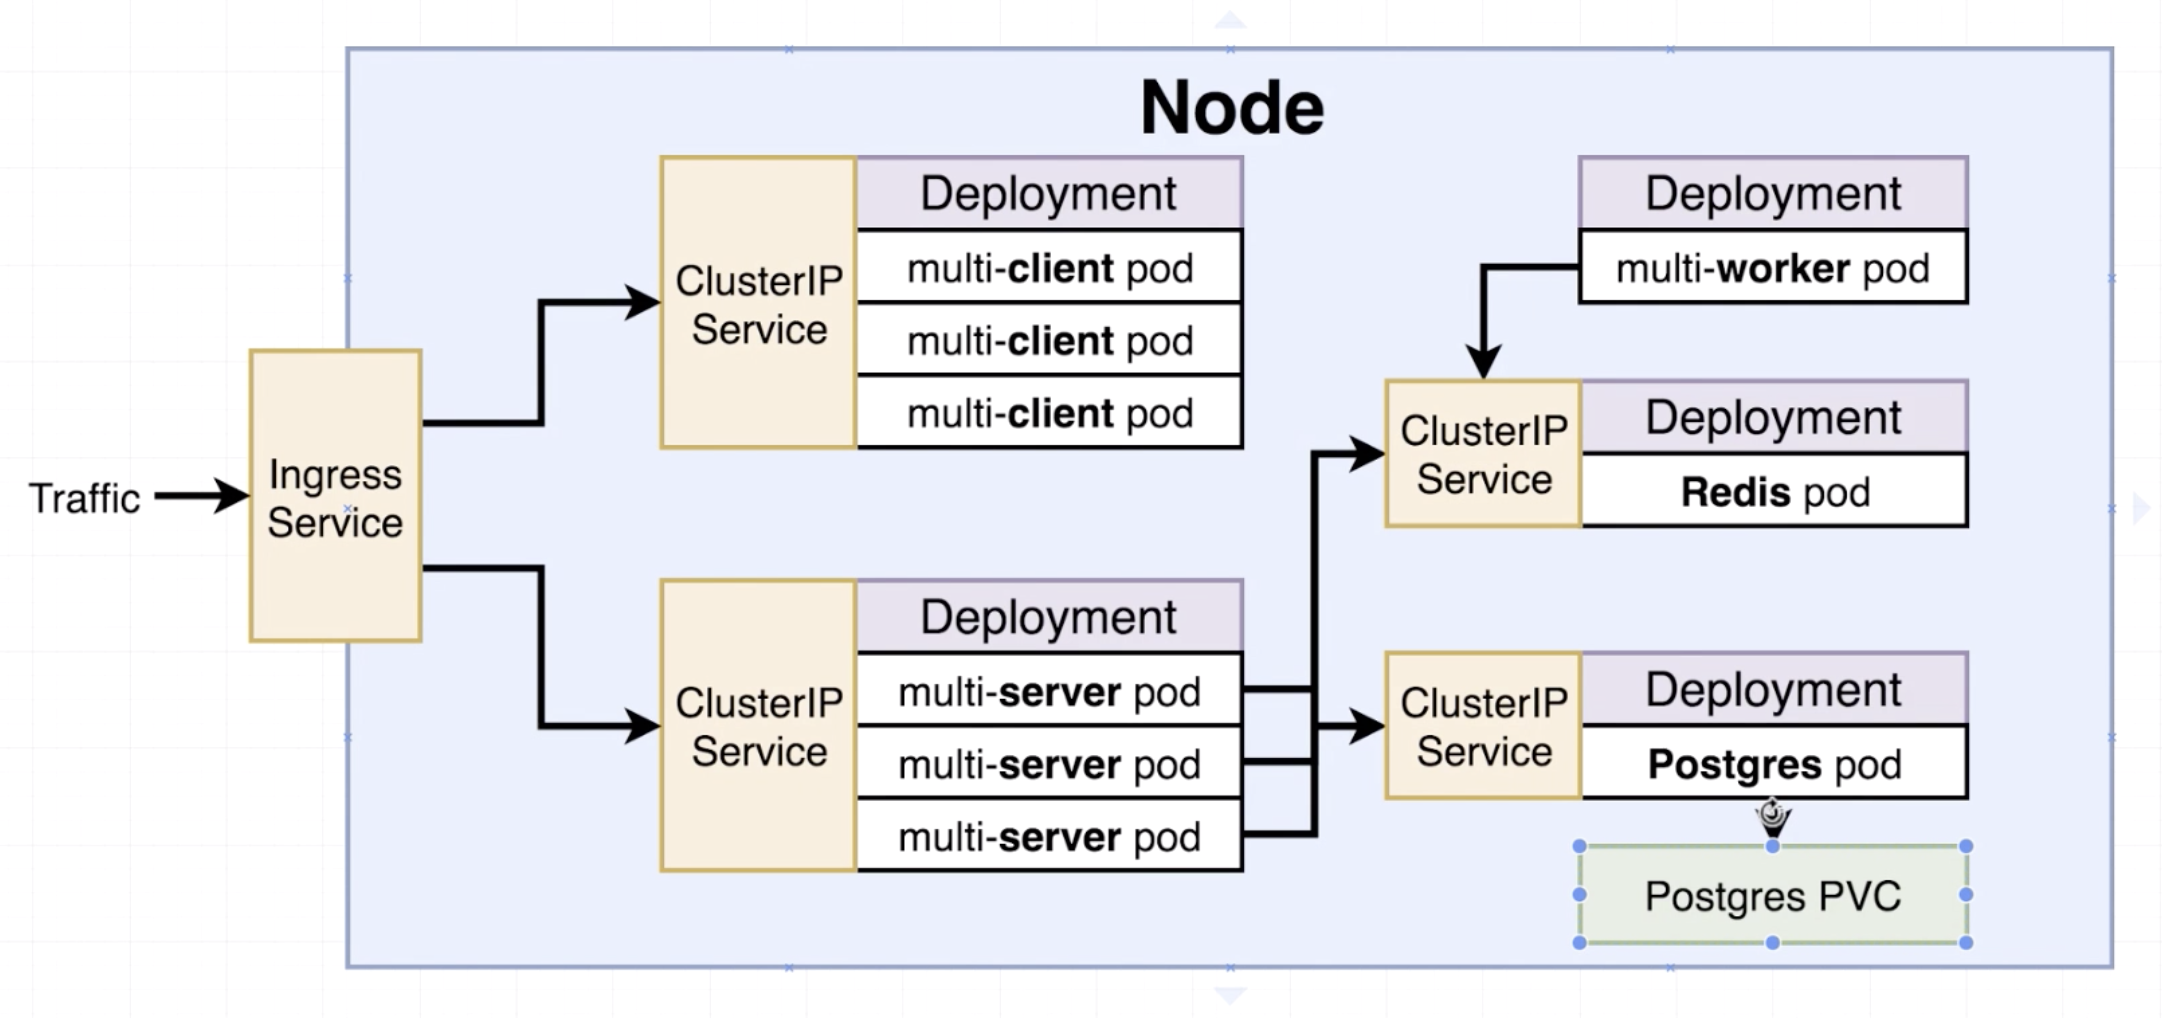 Node
Traffic
Ingress
Service
ClusterIP
Service
Deployment
multi-client pod
multi-client pod
multi-client pod
ClusterIP
Service
Deployment
multi-server pod
multi-server pod
multi-server pod
Deployment
multi-worker pod
ClusterIP
Service
Deployment
Redis pod
ClusterIP
Service
Deployment
Postgres pod
Postgres PVC